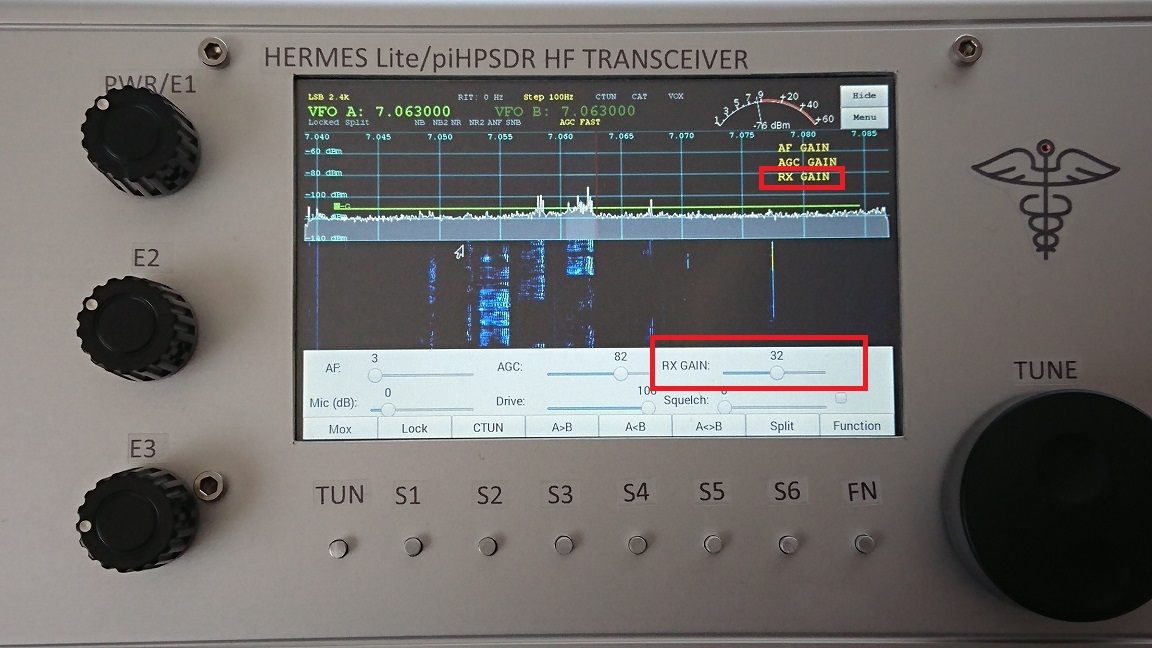 HERMES Lite/piHPSDR HF TRANSCEIVER
PWR/E1
E2
E3
LSB 2.4k RIT: 0 Hz Step 100Hz CTUN CAT VOX
VFO A: 7.063000 VFO B: 7.063000
Locked Split NB NB2 NR NR2 ANF SNB AGC FAST
1 3 5 7 9 +20 +40 +60
-76 dBm
Hide
Menu
7.040 7.045 7.050 7.055 7.060 7.065 7.070 7.075 7.080 7.085
-60 dBm
-80 dBm
-100 dBm
-140 dBm
AF GAIN
AGC GAIN
RX GAIN
AF: 3 AGC: 82 RX GAIN: 32
Mic (dB): 0 Drive: 100 Squelch: 0
Mox Lock CTUN A>B A<B A<>B Split Function
TUNE
TUN S1 S2 S3 S4 S5 S6 FN